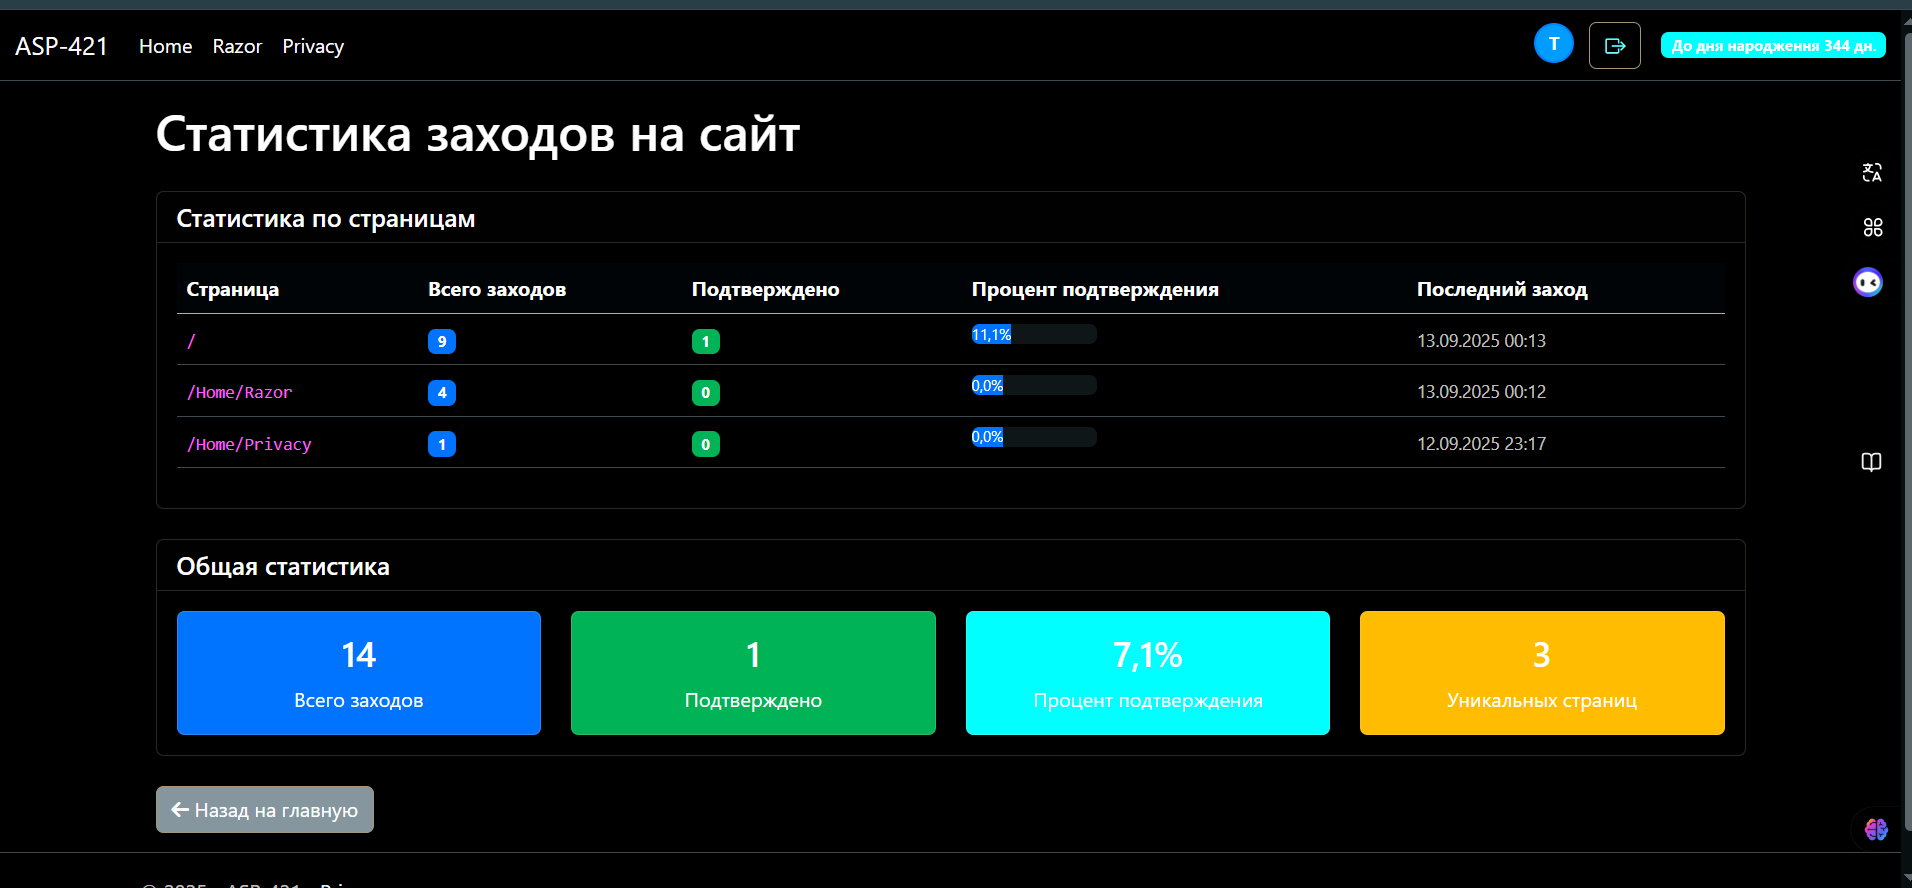 ASP-421 Home Razor Privacy T До дня народження 344 дн.
Статистика заходов на сайт
Статистика по страницам
Страница Всего заходов Подтверждено Процент подтверждения Последний заход
/ 9 1 11,1% 13.09.2025 00:13
/Home/Razor 4 0 0,0% 13.09.2025 00:12
/Home/Privacy 1 0 0,0% 12.09.2025 23:17
Общая статистика
14 1 7,1% 3
Всего заходов Подтверждено Процент подтверждения Уникальных страниц
Назад на главную
© 2025 - ASP-421 -